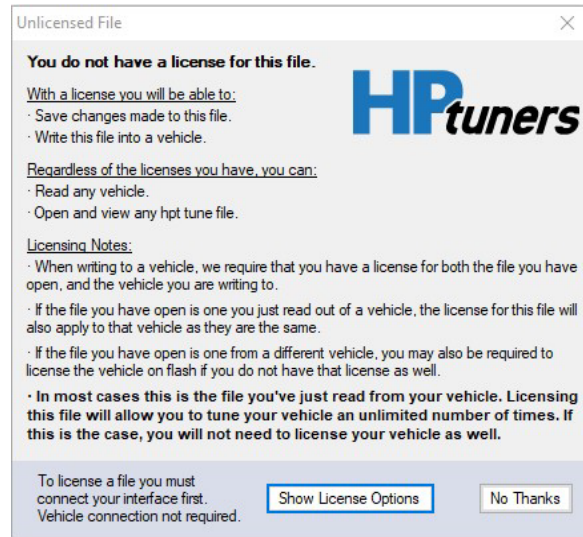 Unlicensed File
You do not have a license for this file.
HPtuners
With a license you will be able to:
· Save changes made to this file.
· Write this file into a vehicle.
Regardless of the licenses you have, you can:
· Read any vehicle.
· Open and view any hpt tune file.
Licensing Notes:
· When writing to a vehicle, we require that you have a license for both the file you have
open, and the vehicle you are writing to.
· If the file you have open is one you just read out of a vehicle, the license for this file will
also apply to that vehicle as they are the same.
· If the file you have open is one from a different vehicle, you may also be required to
license the vehicle on flash if you do not have that license as well.
· In most cases this is the file you've just read from your vehicle. Licensing
this file will allow you to tune your vehicle an unlimited number of times. If
this is the case, you will not need to license your vehicle as well.
To license a file you must
connect your interface first.
Vehicle connection not required.
Show License Options
No Thanks